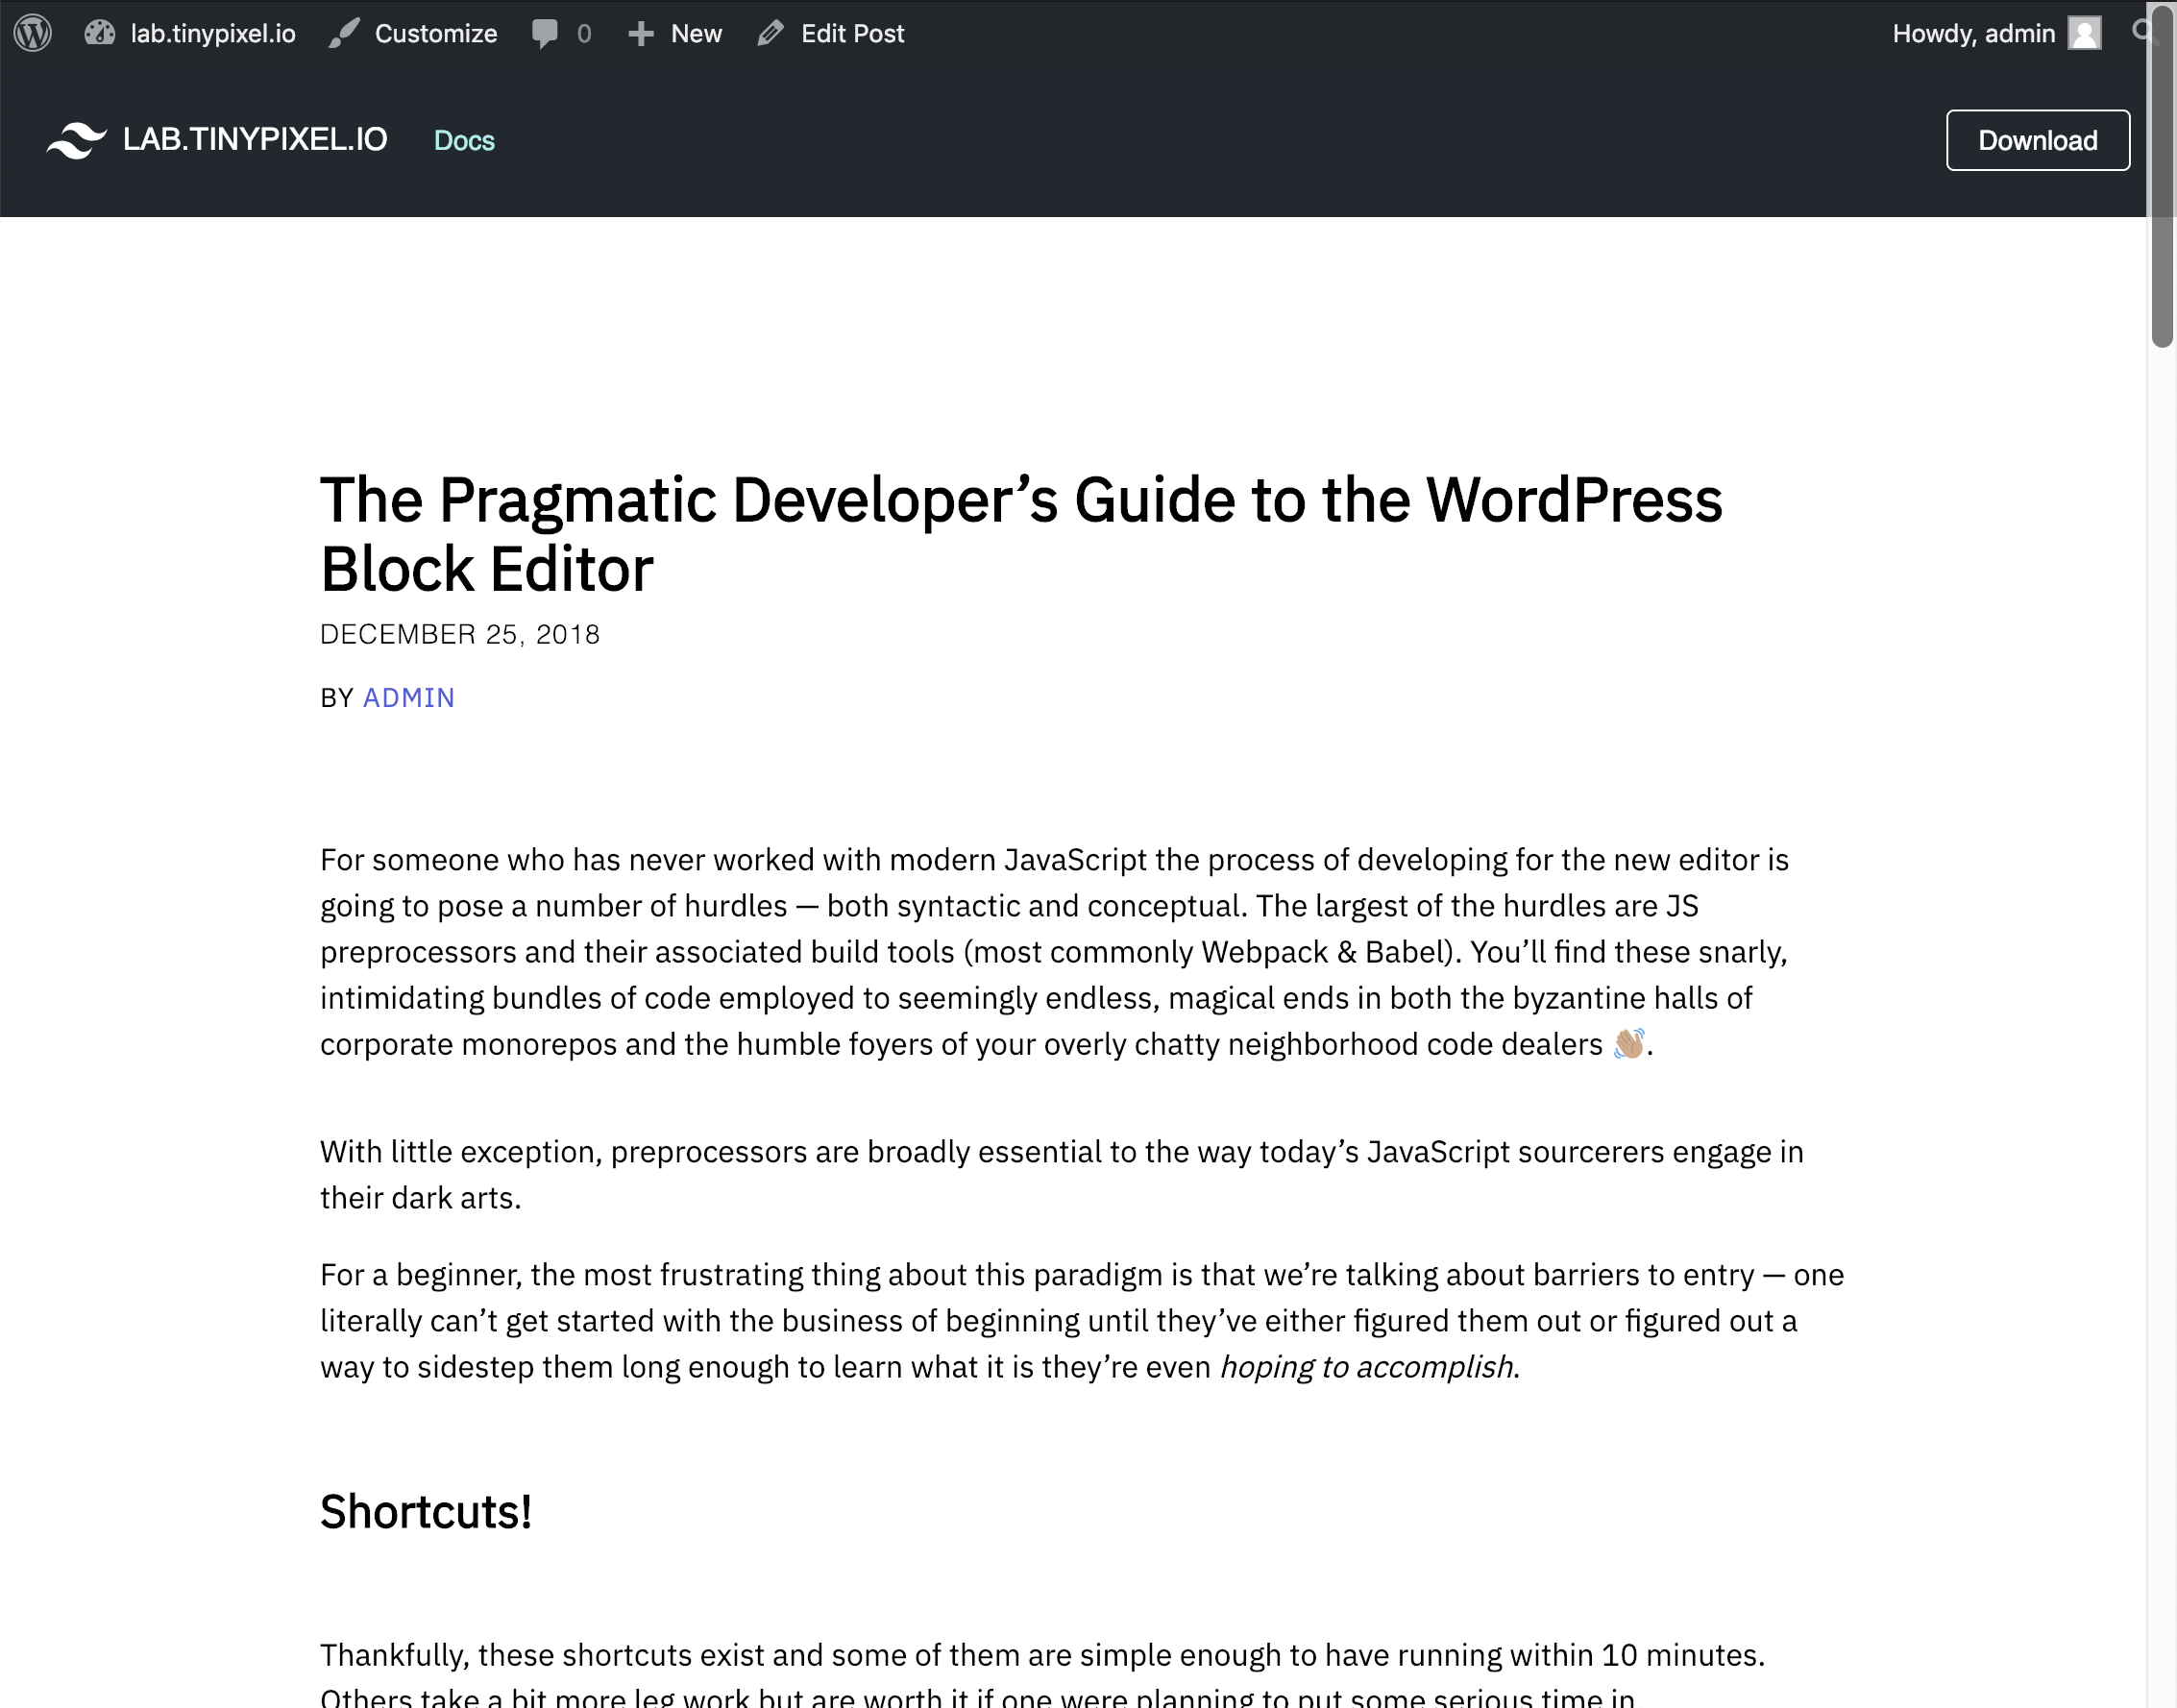 lab.tinypixel.io Customize 0 New Edit Post Howdy, admin
LAB.TINYPIXEL.IO Docs Download
The Pragmatic Developer’s Guide to the WordPress
Block Editor
DECEMBER 25, 2018
BY ADMIN
For someone who has never worked with modern JavaScript the process of developing for the new editor is
going to pose a number of hurdles — both syntactic and conceptual. The largest of the hurdles are JS
preprocessors and their associated build tools (most commonly Webpack & Babel). You’ll find these snarly,
intimidating bundles of code employed to seemingly endless, magical ends in both the byzantine halls of
corporate monorepos and the humble foyers of your overly chatty neighborhood code dealers 👋🏽.
With little exception, preprocessors are broadly essential to the way today’s JavaScript sourcerers engage in
their dark arts.
For a beginner, the most frustrating thing about this paradigm is that we’re talking about barriers to entry — one
literally can’t get started with the business of beginning until they’ve either figured them out or figured out a
way to sidestep them long enough to learn what it is they’re even hoping to accomplish.
Shortcuts!
Thankfully, these shortcuts exist and some of them are simple enough to have running within 10 minutes.
Others take a bit more leg work but are worth it if one were planning to put some serious time in